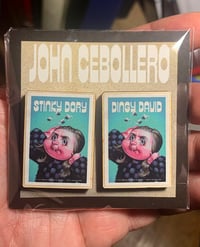 JOHN CEBOLLERO
STINKY DORY
DINGY DAVID